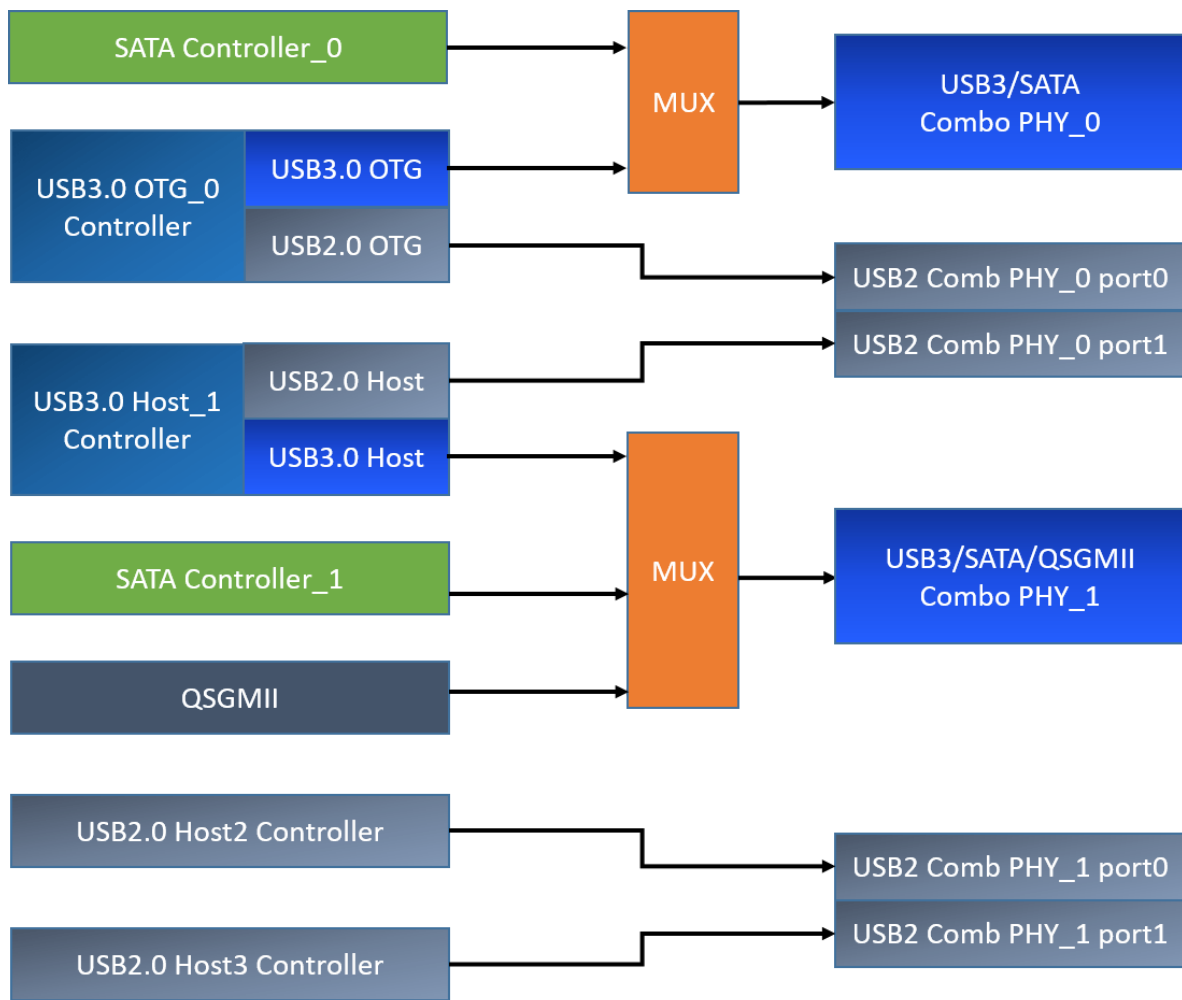 SATA Controller_0
MUX
USB3/SATA
Combo PHY_0
USB3.0 OTG_0
Controller
USB3.0 OTG
USB2.0 OTG
USB2 Comb PHY_0 port0
USB2 Comb PHY_0 port1
USB3.0 Host_1
Controller
USB2.0 Host
USB3.0 Host
MUX
USB3/SATA/QSGMII
Combo PHY_1
SATA Controller_1
QSGMII
USB2.0 Host2 Controller
USB2 Comb PHY_1 port0
USB2 Comb PHY_1 port1
USB2.0 Host3 Controller